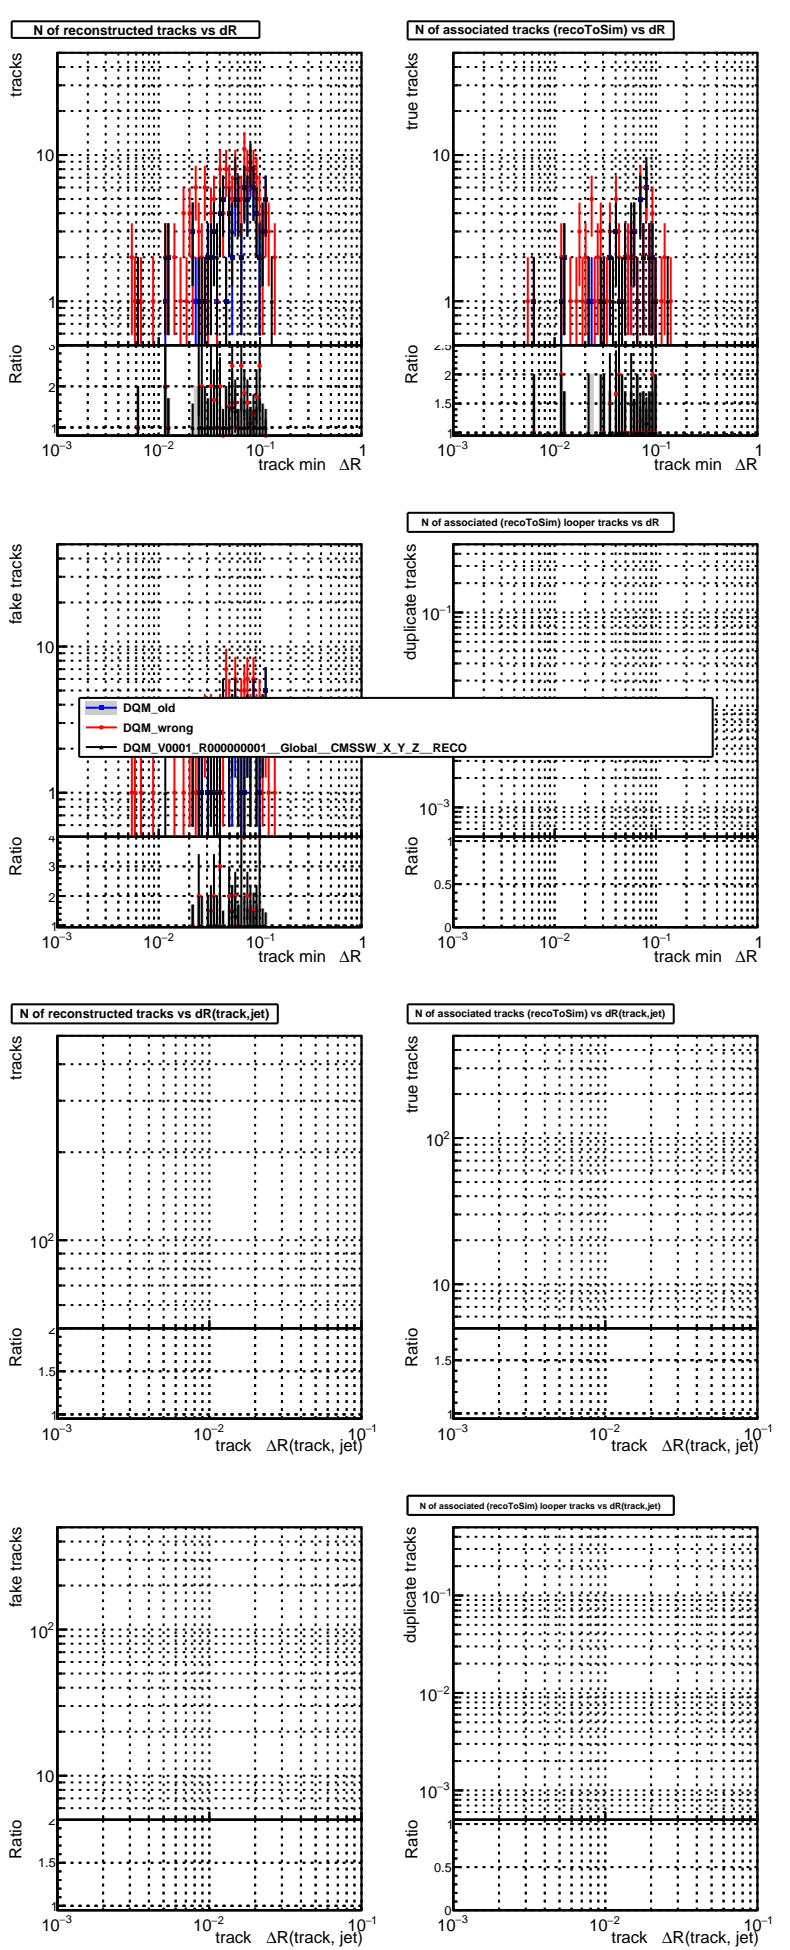 N of reconstructed tracks vs dR
tracks
10
1
3
2
1
Ratio
10−3 10−2 10−1 1
track min ΔR
N of associated tracks (recoToSim) vs dR
true tracks
10
1
2.5
2
1.5
1
Ratio
10−3 10−2 10−1 1
track min ΔR
fake tracks
10
1
4
3
2
1
Ratio
10−3 10−2 10−1 1
track min ΔR
N of associated (recoToSim) looper tracks vs dR
duplicate tracks
10−1
10−3
1
0.5
0
Ratio
10−3 10−2 10−1 1
track min ΔR
DQM_old
DQM_wrong
DQM_V0001_R000000001__Global__CMSSW_X_Y_Z__RECO
N of reconstructed tracks vs dR(track,jet)
tracks
102
2
1.5
1
Ratio
10−3 10−2 10−1
track ΔR(track, jet)
N of associated tracks (recoToSim) vs dR(track,jet)
true tracks
102
10
1.5
1
Ratio
10−3 10−2 10−1
track ΔR(track, jet)
fake tracks
102
10
2
1.5
1
Ratio
10−3 10−2 10−1
track ΔR(track, jet)
N of associated (recoToSim) looper tracks vs dR(track,jet)
duplicate tracks
10−1
10−2
10−3
1
0.5
0
Ratio
10−3 10−2 10−1
track ΔR(track, jet)